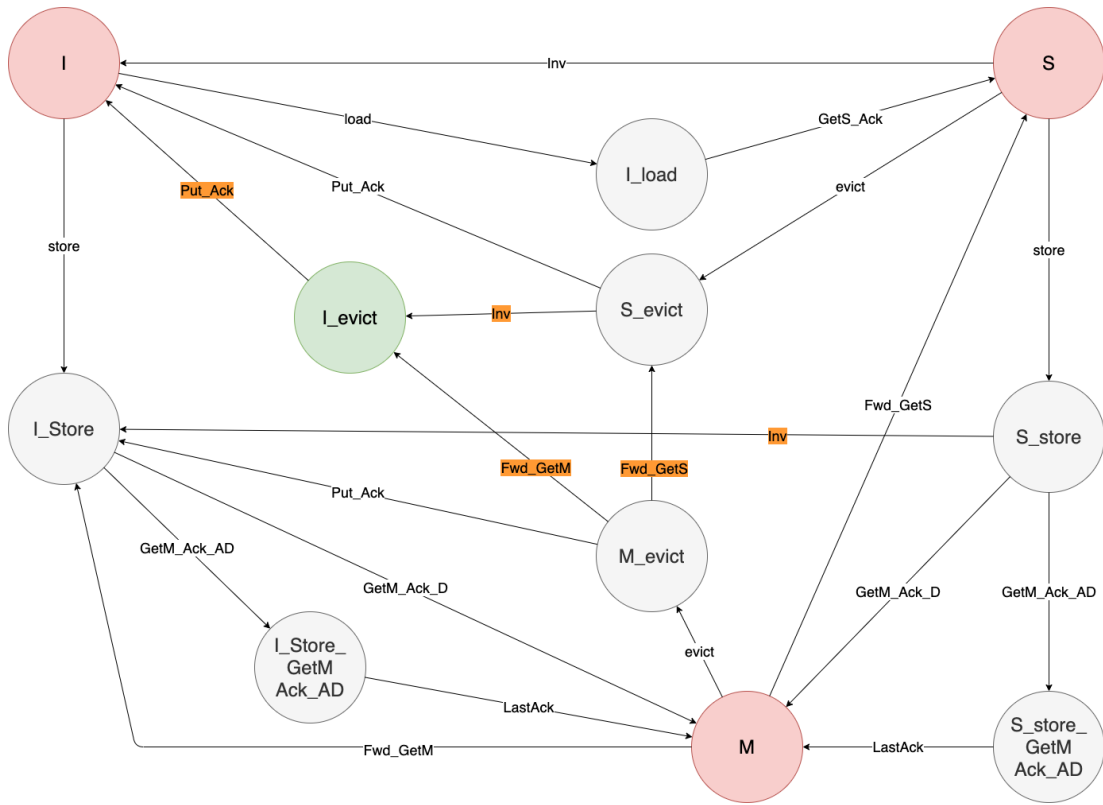 I
Inv
S
load
GetS_Ack
I_load
Put_Ack
Put_Ack
evict
store
store
I_evict
Inv
S_evict
Fwd_GetS
I_Store
Inv
S_store
Fwd_GetM
Fwd_GetS
Put_Ack
GetM_Ack_AD
M_evict
GetM_Ack_D
GetM_Ack_D
GetM_Ack_AD
I_Store_
GetM
Ack_AD
evict
LastAck
S_store_
GetM
Ack_AD
Fwd_GetM
M
LastAck